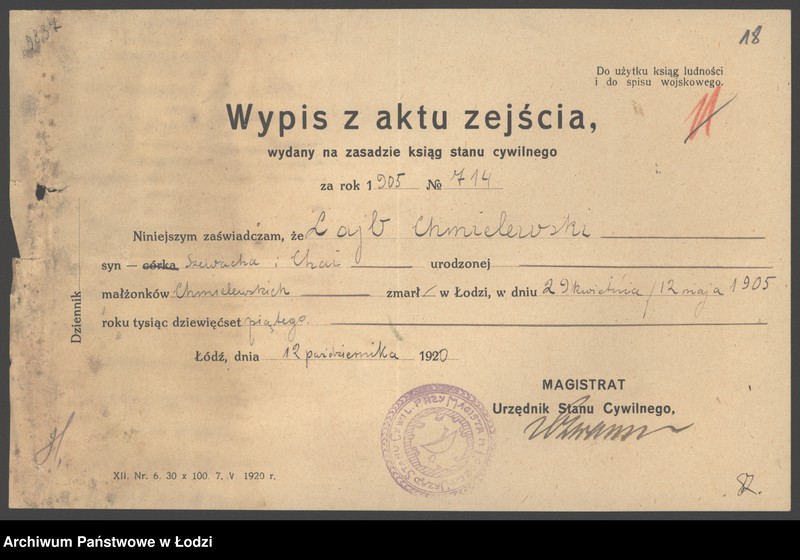 18
Do użytku ksiąg ludności
i do spisu wojskowego.
Wypis z aktu zejścia,
wydany na zasadzie ksiąg stanu cywilnego
za rok 1905 № 714
Niniejszym zaświadczam, że Lajb Chmielewski
syn — córka Szewacha i Chai urodzonej
małżonków Chmielewskich zmarł w Łodzi, w dniu 29 kwietnia / 12 maja 1905
roku tysiąc dziewięćset piątego.
Łódź, dnia 12 października 1920
Dziennik
MAGISTRAT
Urzędnik Stanu Cywilnego,
XII. Nr. 6. 30 x 100. 7. V 1920 r.
Archiwum Państwowe w Łodzi